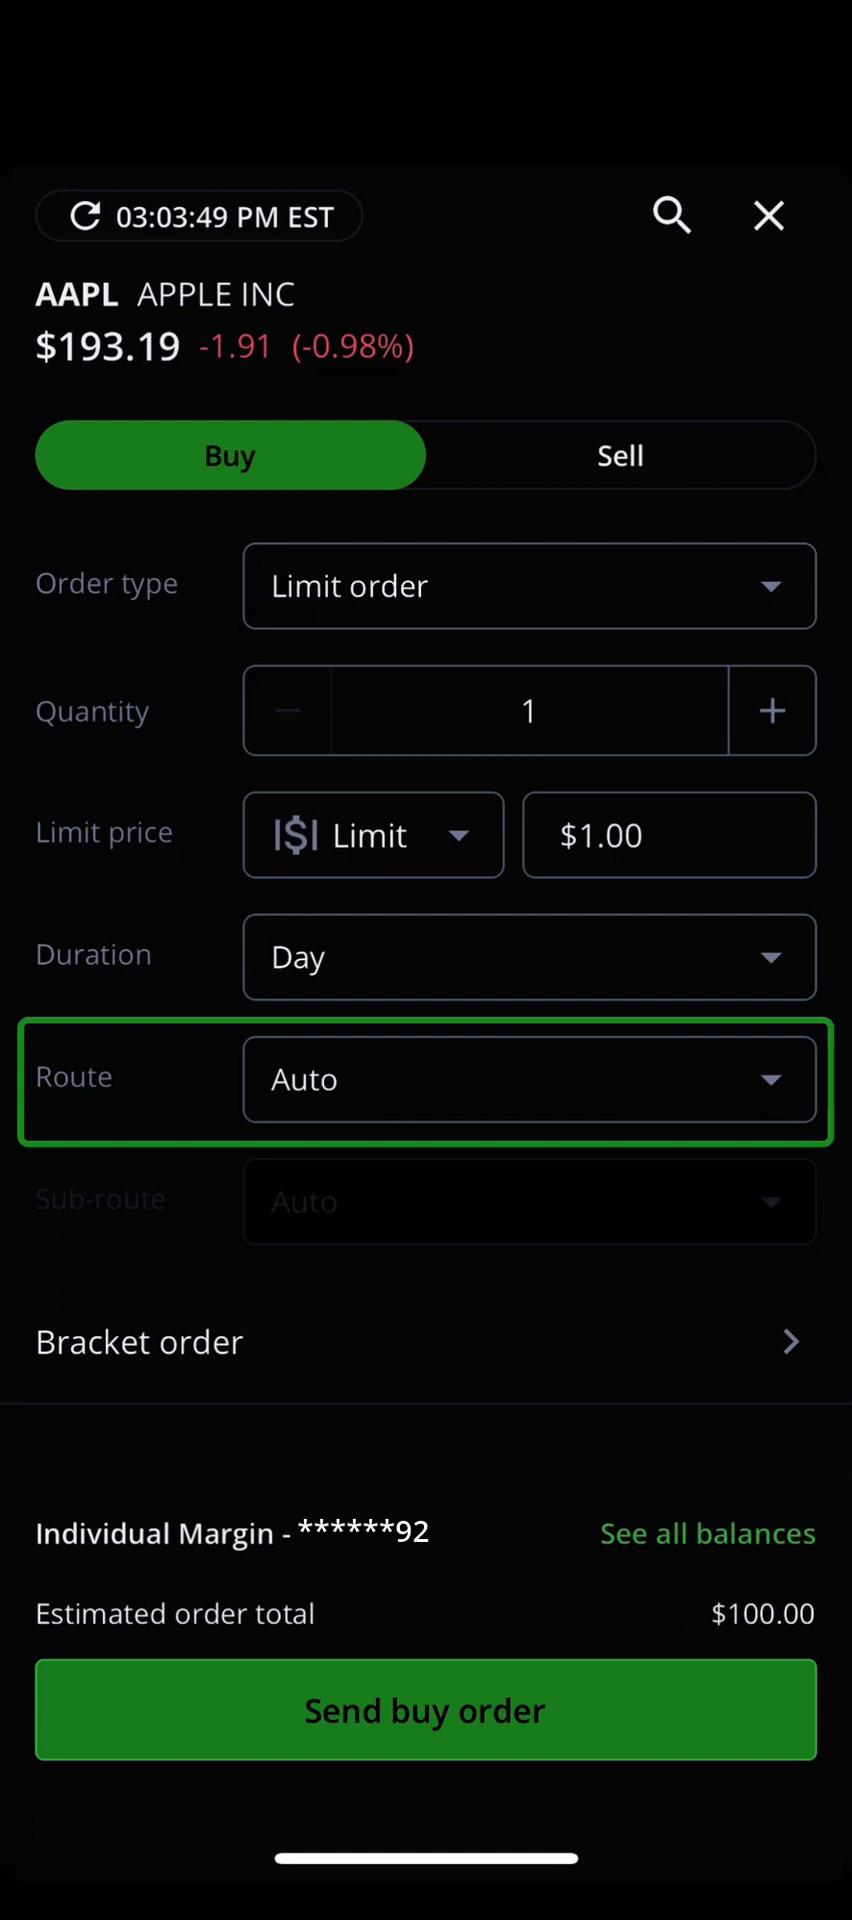 03:03:49 PM EST
AAPL APPLE INC
$193.19 -1.91 (-0.98%)
Buy Sell
Order type Limit order
Quantity 1
Limit price |$| Limit $1.00
Duration Day
Route Auto
Sub-route Auto
Bracket order
Individual Margin - ******92 See all balances
Estimated order total $100.00
Send buy order